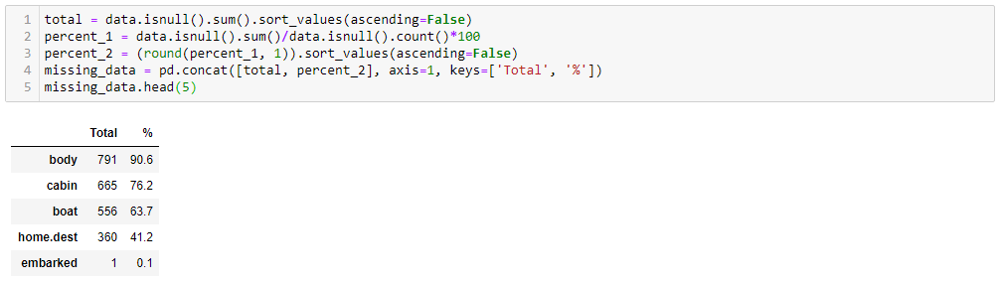 1 total = data.isnull().sum().sort_values(ascending=False)
2 percent_1 = data.isnull().sum()/data.isnull().count()*100
3 percent_2 = (round(percent_1, 1)).sort_values(ascending=False)
4 missing_data = pd.concat([total, percent_2], axis=1, keys=['Total', '%'])
5 missing_data.head(5)
Total %
body 791 90.6
cabin 665 76.2
boat 556 63.7
home.dest 360 41.2
embarked 1 0.1